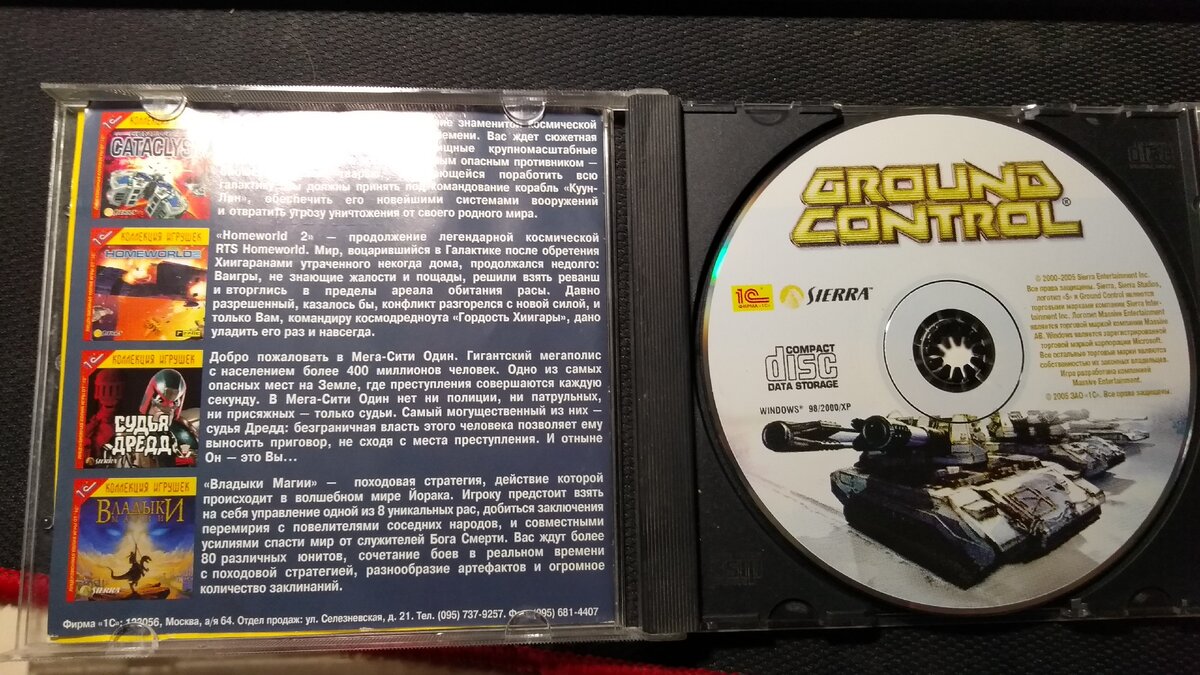 КОЛЛЕКЦИЯ
CATACLYS
SIERRA
знаменитой космической
времени. Вас ждет сюжетная
крупномасштабные
опасным противником —
поработить всю
Галактику. Вы должны принять под командование корабль «Куун-
Лан», обеспечить его новейшими системами вооружений
и отвратить угрозу уничтожения от своего родного мира.
1С
КОЛЛЕКЦИЯ ИГРУШЕК
HOMEWORLD 2
SIERRA
«Homeworld 2» — продолжение легендарной космической
RTS Homeworld. Мир, воцарившийся в Галактике после обретения
Хиигаранами утраченного некогда дома, продолжался недолго:
Вайгры, не знающие жалости и пощады, решили взять реванш
и вторглись в пределы ареала обитания расы. Давно
разрешенный, казалось бы, конфликт разгорелся с новой силой, и
только Вам, командиру космодредноута «Гордость Хиигары», дано
уладить его раз и навсегда.
1С
КОЛЛЕКЦИЯ ИГРУШЕК
СУДЬЯ
ДРЕДД
SIERRA
Добро пожаловать в Мега-Сити Один. Гигантский мегаполис
с населением более 400 миллионов человек. Одно из самых
опасных мест на Земле, где преступления совершаются каждую
секунду. В Мега-Сити Один нет ни полиции, ни патрульных,
ни присяжных – только судьи. Самый могущественный из них –
судья Дредд: безграничная власть этого человека позволяет ему
выносить приговор, не сходя с места преступления. И отныне
Он – это Вы...
1С
КОЛЛЕКЦИЯ ИГРУШЕК
ВЛАДЫКИ
МАГИИ
SIERRA
«Владыки Магии» — походовая стратегия, действие которой
происходит в волшебном мире Йорака. Игроку предстоит взять
на себя управление одной из 8 уникальных рас, добиться заключения
перемирия с повелителями соседних народов, и совместными
усилиями спасти мир от служителей Бога Смерти. Вас ждут более
80 различных юнитов, сочетание боев в реальном времени
с походовой стратегией, разнообразие артефактов и огромное
количество заклинаний.
Фирма «1С»: 123056, Москва, а/я 64. Отдел продаж: ул. Селезневская, д. 21. Тел. (095) 737-9257. Факс (095) 681-4407
GROUND
CONTROL®
1С
ФИРМА «1С»
SIERRA™
© 2000-2005 Sierra Entertainment Inc.
Все права защищены. Sierra, Sierra Studios,
логотип «S» и Ground Control являются
торговыми марками компании Sierra Enter-
tainment Inc. Логотип Massive Entertainment
является торговой маркой компании Massive
AB. Windows является зарегистрированной
торговой маркой корпорации Microsoft.
Все остальные торговые марки являются
собственностью их законных владельцев.
Игра разработана компанией
Massive Entertainment.
© 2005 ЗАО «1С». Все права защищены.
COMPACT
disc
DATA STORAGE
WINDOWS® 98/2000/XP